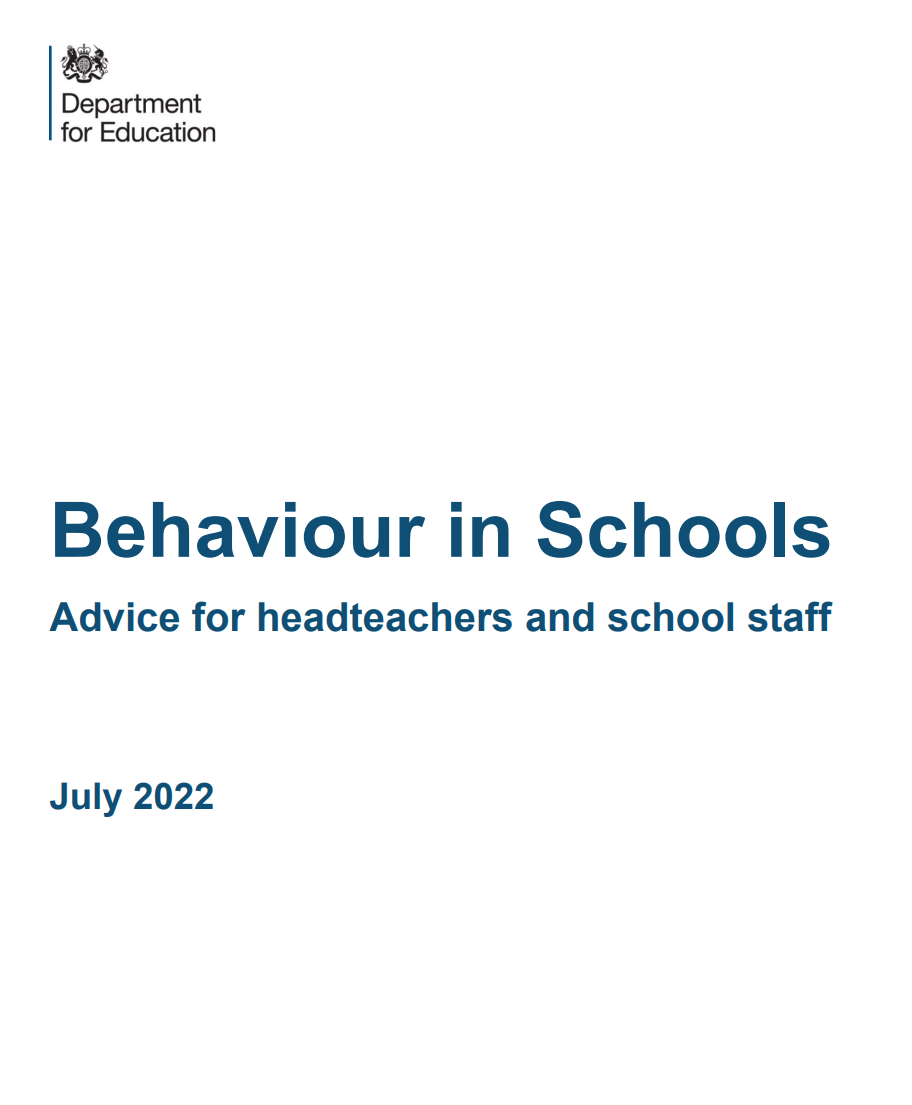 Department
for Education
Behaviour in Schools
Advice for headteachers and school staff
July 2022